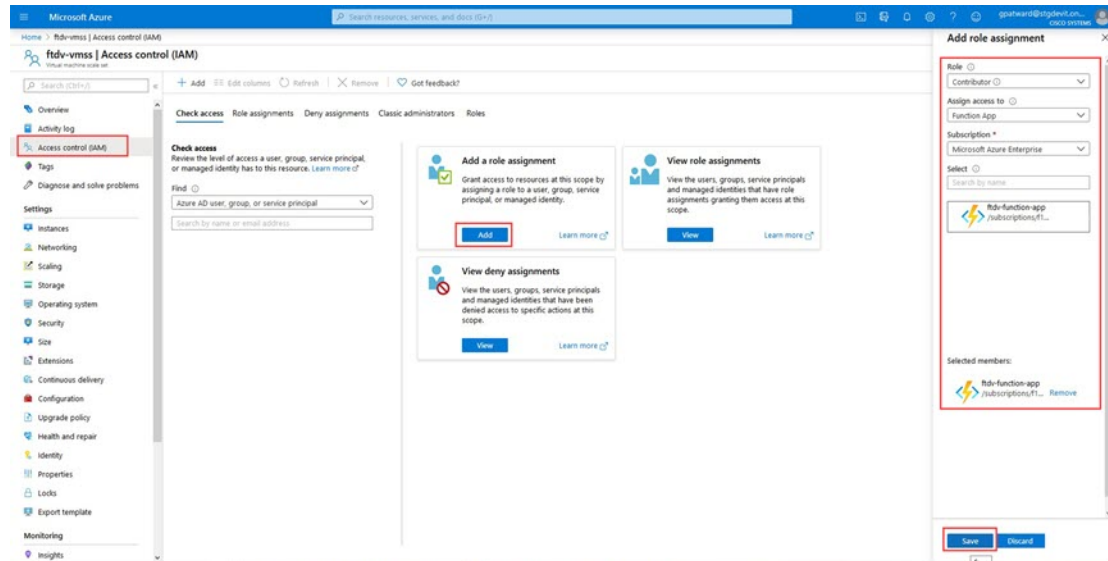 Microsoft Azure
Search resources, services, and docs (G+/)
gpatward@stgdevit.on...
CISCO SYSTEMS
Home > ftdv-vmss | Access control (IAM)
ftdv-vmss | Access control (IAM)
Virtual machine scale set
Search (Ctrl+/)
Overview
Activity log
Access control (IAM)
Tags
Diagnose and solve problems
Settings
Instances
Networking
Scaling
Storage
Operating system
Security
Size
Extensions
Continuous delivery
Configuration
Upgrade policy
Health and repair
Identity
Properties
Locks
Export template
Monitoring
Insights
Add Edit columns Refresh Remove Got feedback?
Check access Role assignments Deny assignments Classic administrators Roles
Check access
Review the level of access a user, group, service principal,
or managed identity has to this resource. Learn more
Find
Azure AD user, group, or service principal
Search by name or email address
Add a role assignment
Grant access to resources at this scope by
assigning a role to a user, group, service
principal, or managed identity.
Add Learn more
View role assignments
View the users, groups, service principals
and managed identities that have role
assignments granting them access at this
scope.
View Learn more
View deny assignments
View the users, groups, service principals
and managed identities that have been
denied access to specific actions at this
scope.
View Learn more
Add role assignment
Role
Contributor
Assign access to
Function App
Subscription *
Microsoft Azure Enterprise
Select
Search by name
ftdv-function-app
/subscriptions/f1...
Selected members:
ftdv-function-app
/subscriptions/f1... Remove
Save Discard